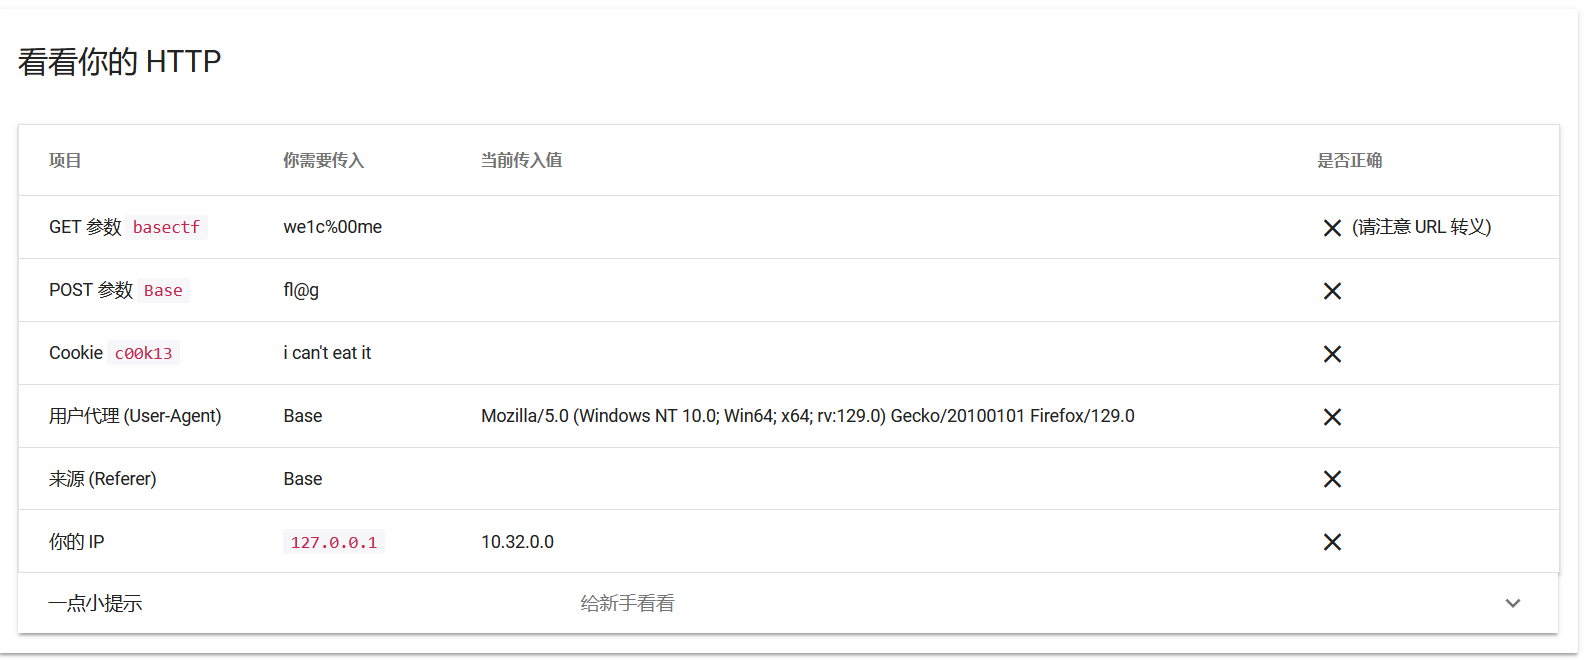 看看你的 HTTP
项目 你需要传入 当前传入值 是否正确
GET 参数 basectf we1c%00me (请注意 URL 转义)
POST 参数 Base fl@g
Cookie c00k13 i can't eat it
用户代理 (User-Agent) Base Mozilla/5.0 (Windows NT 10.0; Win64; x64; rv:129.0) Gecko/20100101 Firefox/129.0
来源 (Referer) Base
你的 IP 127.0.0.1 10.32.0.0
一点小提示 给新手看看